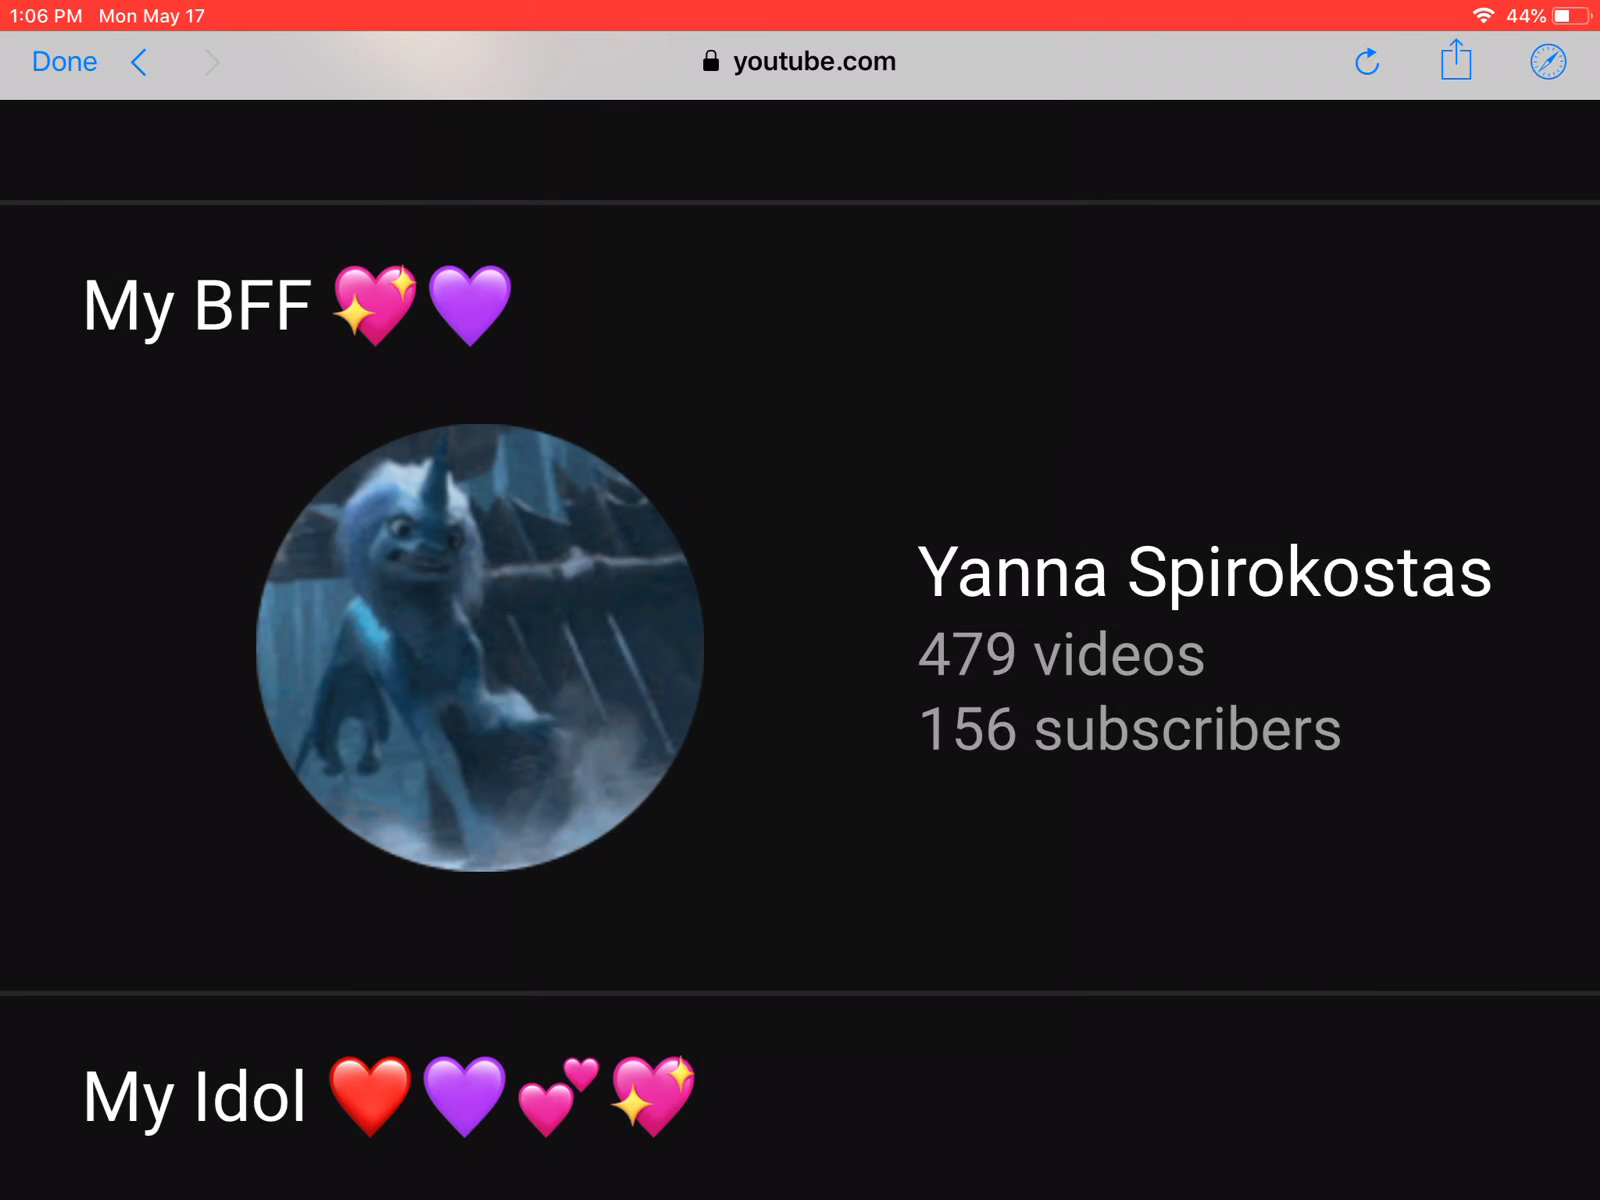 1:06 PM Mon May 17 44%
Done youtube.com
My BFF 💖💜
Yanna Spirokostas
479 videos
156 subscribers
My Idol ❤️💜💕💖